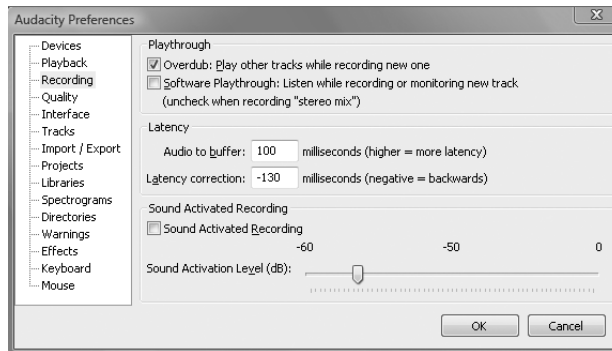 Audacity Preferences
Devices
Playback
Recording
Quality
Interface
Tracks
Import / Export
Projects
Libraries
Spectrograms
Directories
Warnings
Effects
Keyboard
Mouse
Playthrough
Overdub: Play other tracks while recording new one
Software Playthrough: Listen while recording or monitoring new track
(uncheck when recording "stereo mix")
Latency
Audio to buffer: 100 milliseconds (higher = more latency)
Latency correction: -130 milliseconds (negative = backwards)
Sound Activated Recording
Sound Activated Recording
-60 -50 0
Sound Activation Level (dB):
OK Cancel